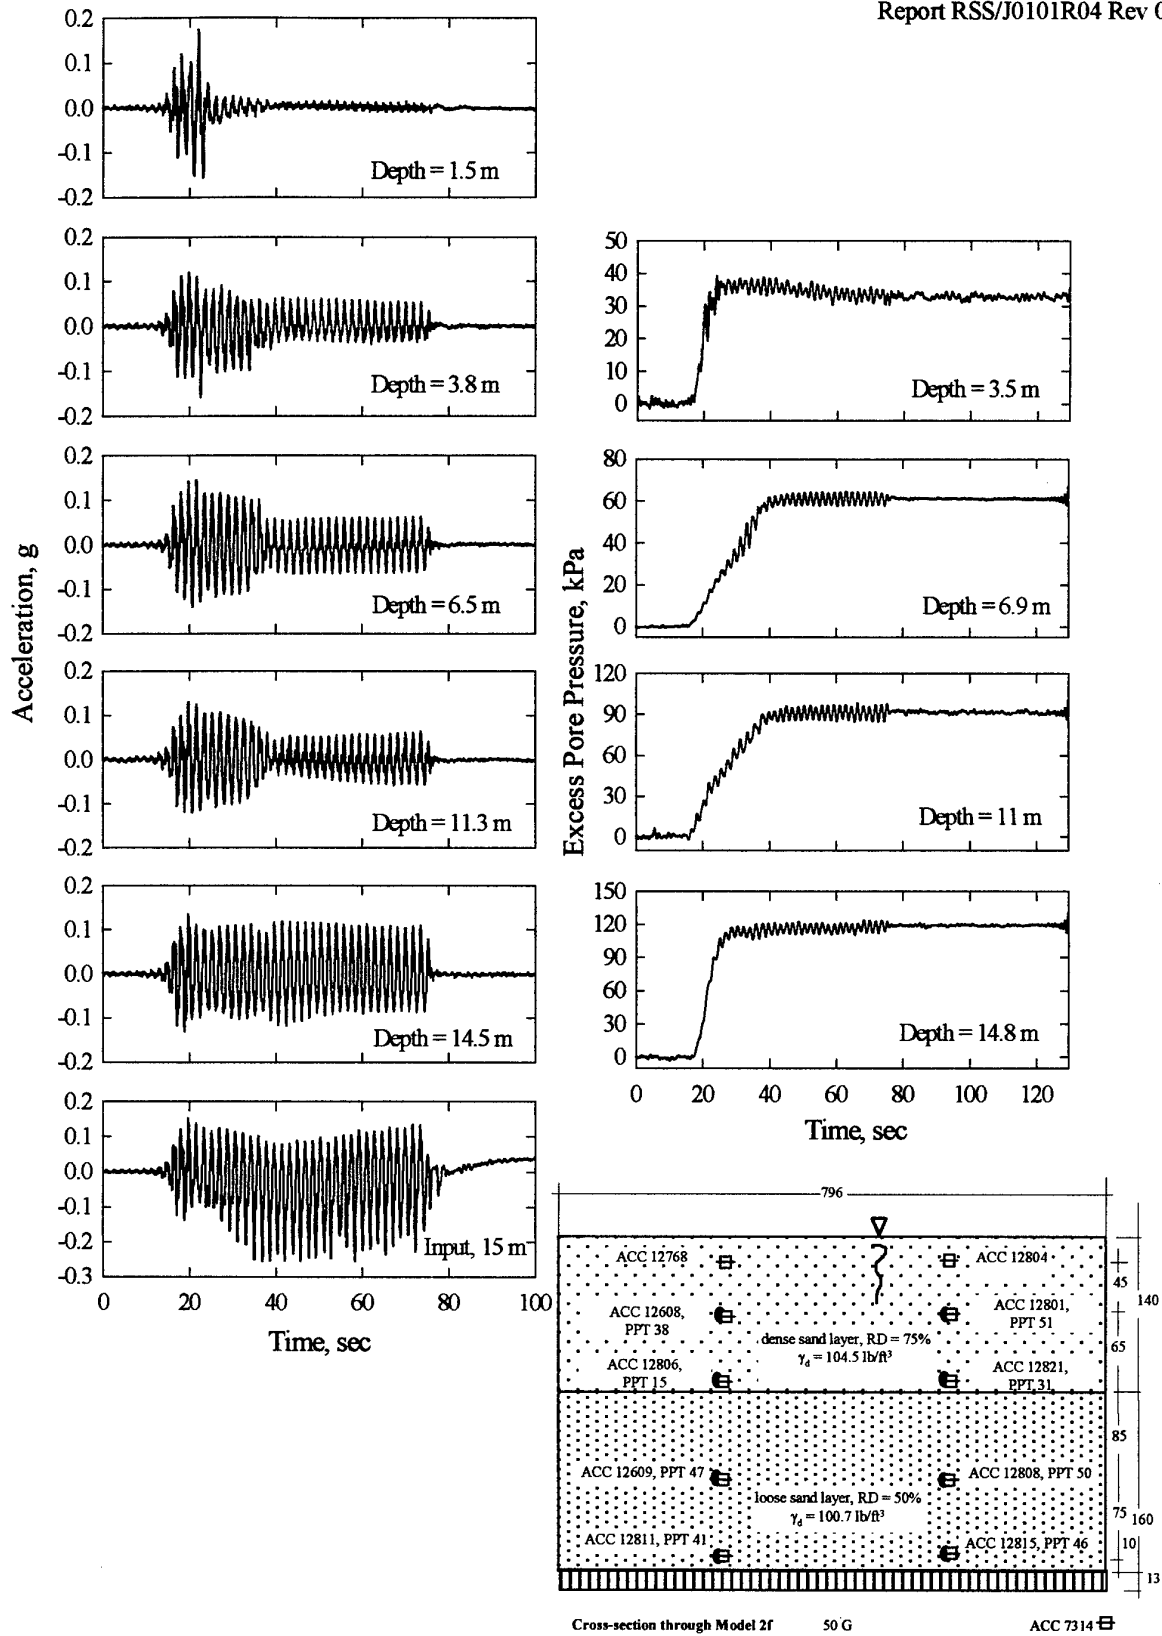 Report RSS/J0101R04 Rev
0.2
0.1
0.0
-0.1
-0.2
Depth = 1.5 m
0.2
0.1
0.0
-0.1
-0.2
Depth = 3.8 m
0.2
0.1
0.0
-0.1
-0.2
Depth = 6.5 m
0.2
0.1
0.0
-0.1
-0.2
Depth = 11.3 m
0.2
0.1
0.0
-0.1
-0.2
Depth = 14.5 m
0.2
0.1
0.0
-0.1
-0.2
-0.3
Input, 15 m
0 20 40 60 80 100
Time, sec
Acceleration, g
50
40
30
20
10
0
Depth = 3.5 m
80
60
40
20
0
Depth = 6.9 m
120
90
60
30
0
Depth = 11 m
150
120
90
60
30
0
Depth = 14.8 m
0 20 40 60 80 100 120
Time, sec
Excess Pore Pressure, kPa
796
ACC 12768
ACC 12804
45
140
ACC 12608,
PPT 38
ACC 12801,
PPT 51
dense sand layer, RD = 75%
γd = 104.5 lb/ft³
65
ACC 12806,
PPT 15
ACC 12821,
PPT 31
85
ACC 12609, PPT 47
ACC 12808, PPT 50
loose sand layer, RD = 50%
γd = 100.7 lb/ft³
75
160
ACC 12811, PPT 41
ACC 12815, PPT 46
10
13
Cross-section through Model 2f
50 G
ACC 7314